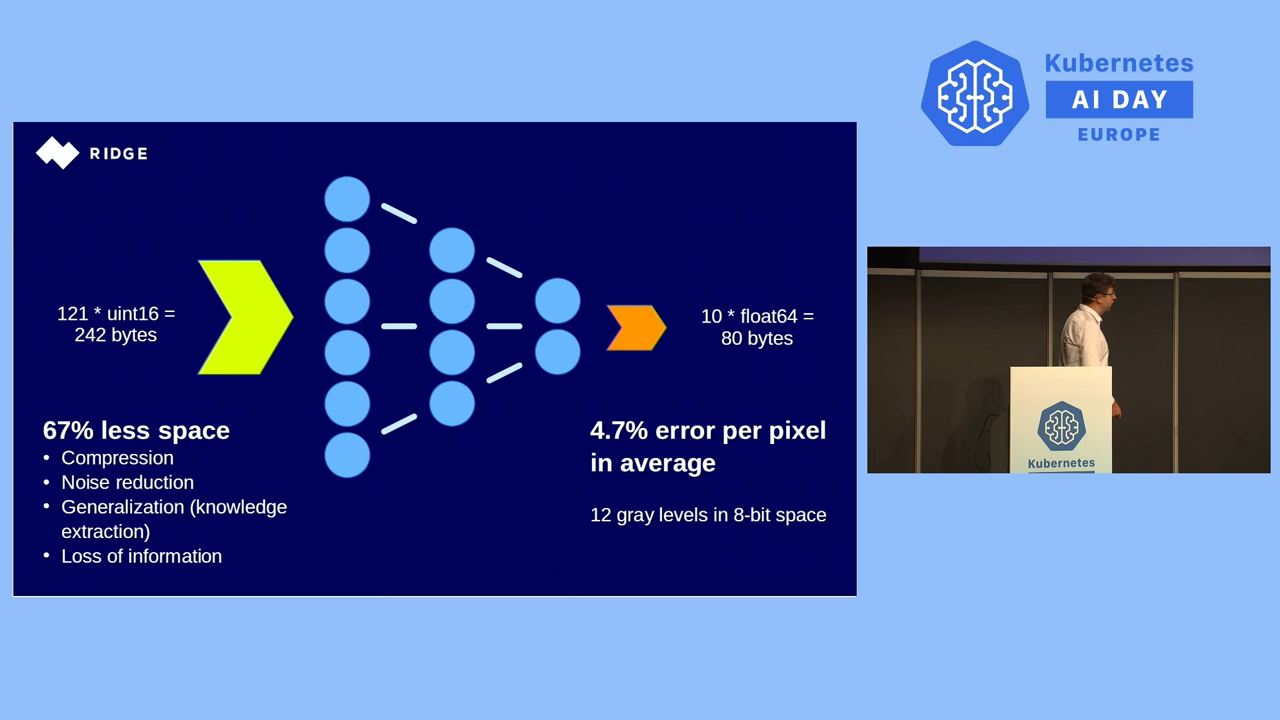 Kubernetes
AI DAY
EUROPE
RIDGE
121 * uint16 =
242 bytes
10 * float64 =
80 bytes
67% less space
• Compression
• Noise reduction
• Generalization (knowledge
extraction)
• Loss of information
4.7% error per pixel
in average
12 gray levels in 8-bit space
Kubernetes